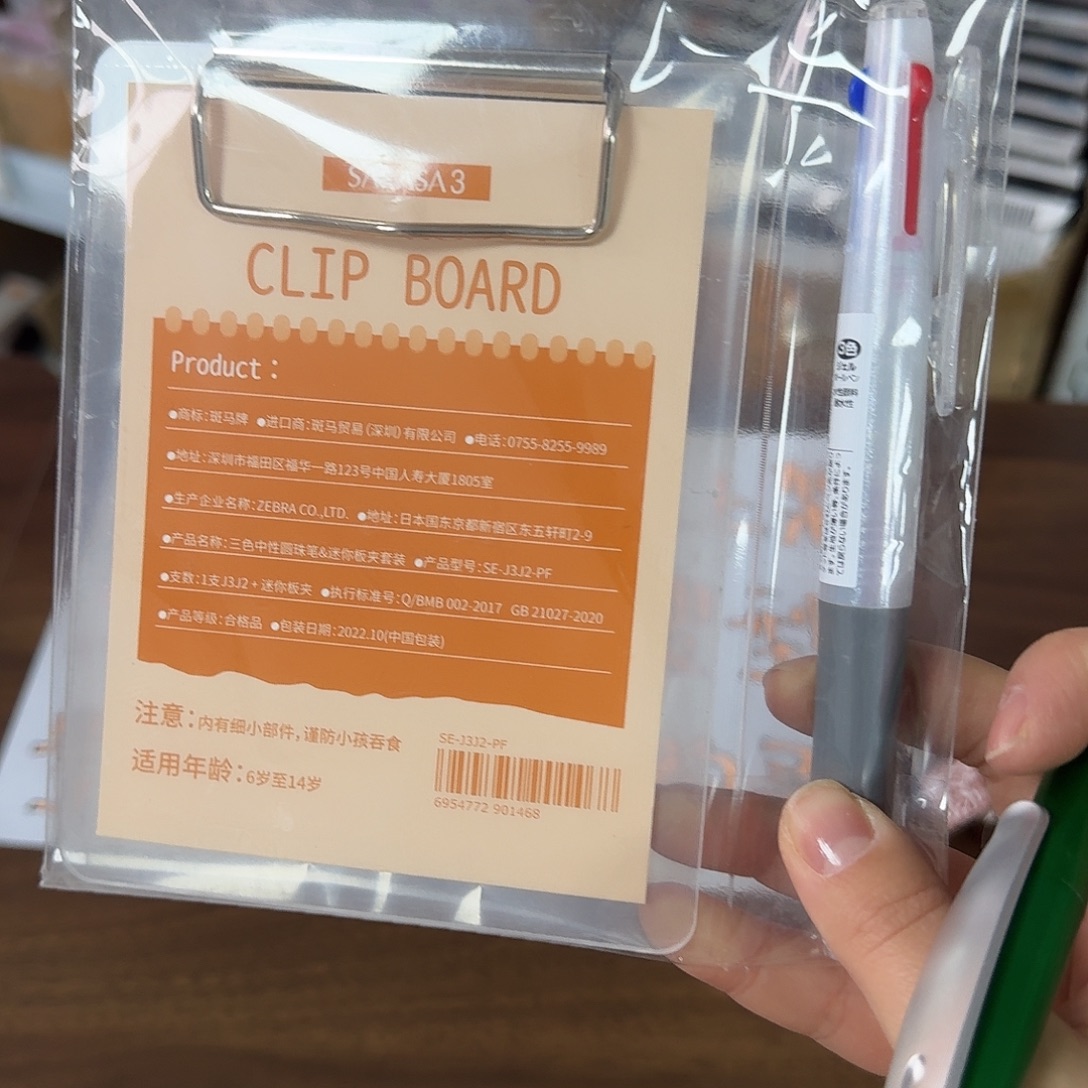 SARASA3
CLIP BOARD
Product：
●商标：斑马牌 ●进口商：斑马贸易（深圳）有限公司 ●电话：0755-8255-9989
●地址：深圳市福田区福华一路123号中国人寿大厦1805室
●生产企业名称：ZEBRA CO.,LTD. ●地址：日本国东京都新宿区东五轩町2-9
●产品名称：三色中性圆珠笔&迷你板夹套装 ●产品型号：SE-J3J2-PF
●支数：1支J3J2 + 迷你板夹 ●执行标准号：Q/BMB 002-2017 GB 21027-2020
●产品等级：合格品 ●包装日期：2022.10(中国包装)
注意：内有细小部件，谨防小孩吞食
适用年龄：6岁至14岁
SE-J3J2-PF
6954772 901468
3色
ジェル